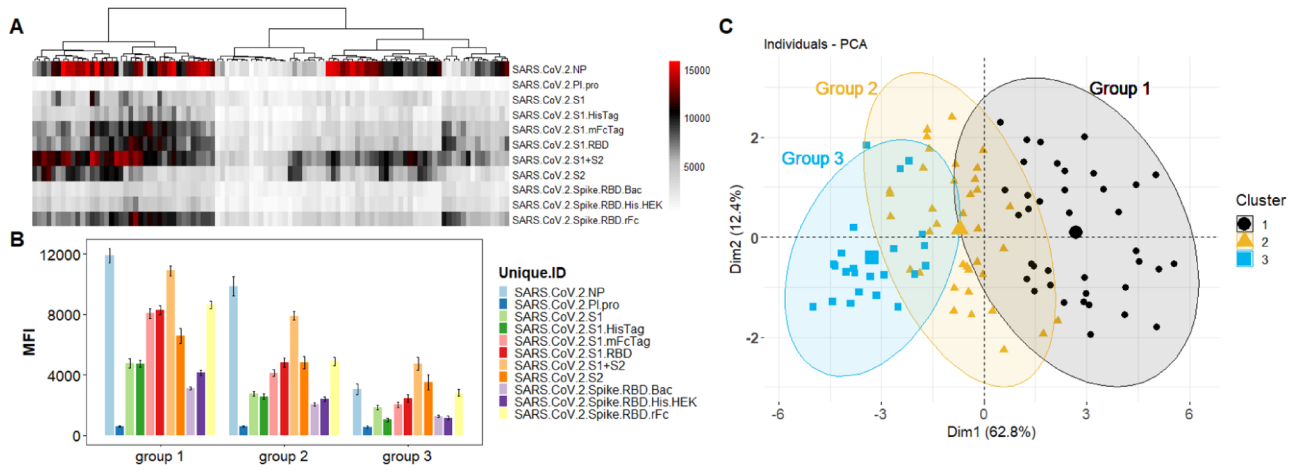 A
SARS.CoV.2.NP
SARS.CoV.2.Pl.pro
SARS.CoV.2.S1
SARS.CoV.2.S1.HisTag
SARS.CoV.2.S1.mFcTag
SARS.CoV.2.S1.RBD
SARS.CoV.2.S1+S2
SARS.CoV.2.S2
SARS.CoV.2.Spike.RBD.Bac
SARS.CoV.2.Spike.RBD.His.HEK
SARS.CoV.2.Spike.RBD.rFc
15000
10000
5000
B
MFI
12000
8000
4000
0
group 1
group 2
group 3
Unique.ID
SARS.CoV.2.NP
SARS.CoV.2.Pl.pro
SARS.CoV.2.S1
SARS.CoV.2.S1.HisTag
SARS.CoV.2.S1.mFcTag
SARS.CoV.2.S1.RBD
SARS.CoV.2.S1+S2
SARS.CoV.2.S2
SARS.CoV.2.Spike.RBD.Bac
SARS.CoV.2.Spike.RBD.His.HEK
SARS.CoV.2.Spike.RBD.rFc
C
Individuals - PCA
Group 2
Group 1
Group 3
Dim2 (12.4%)
2
0
-2
-6
-3
0
3
6
Dim1 (62.8%)
Cluster
1
2
3